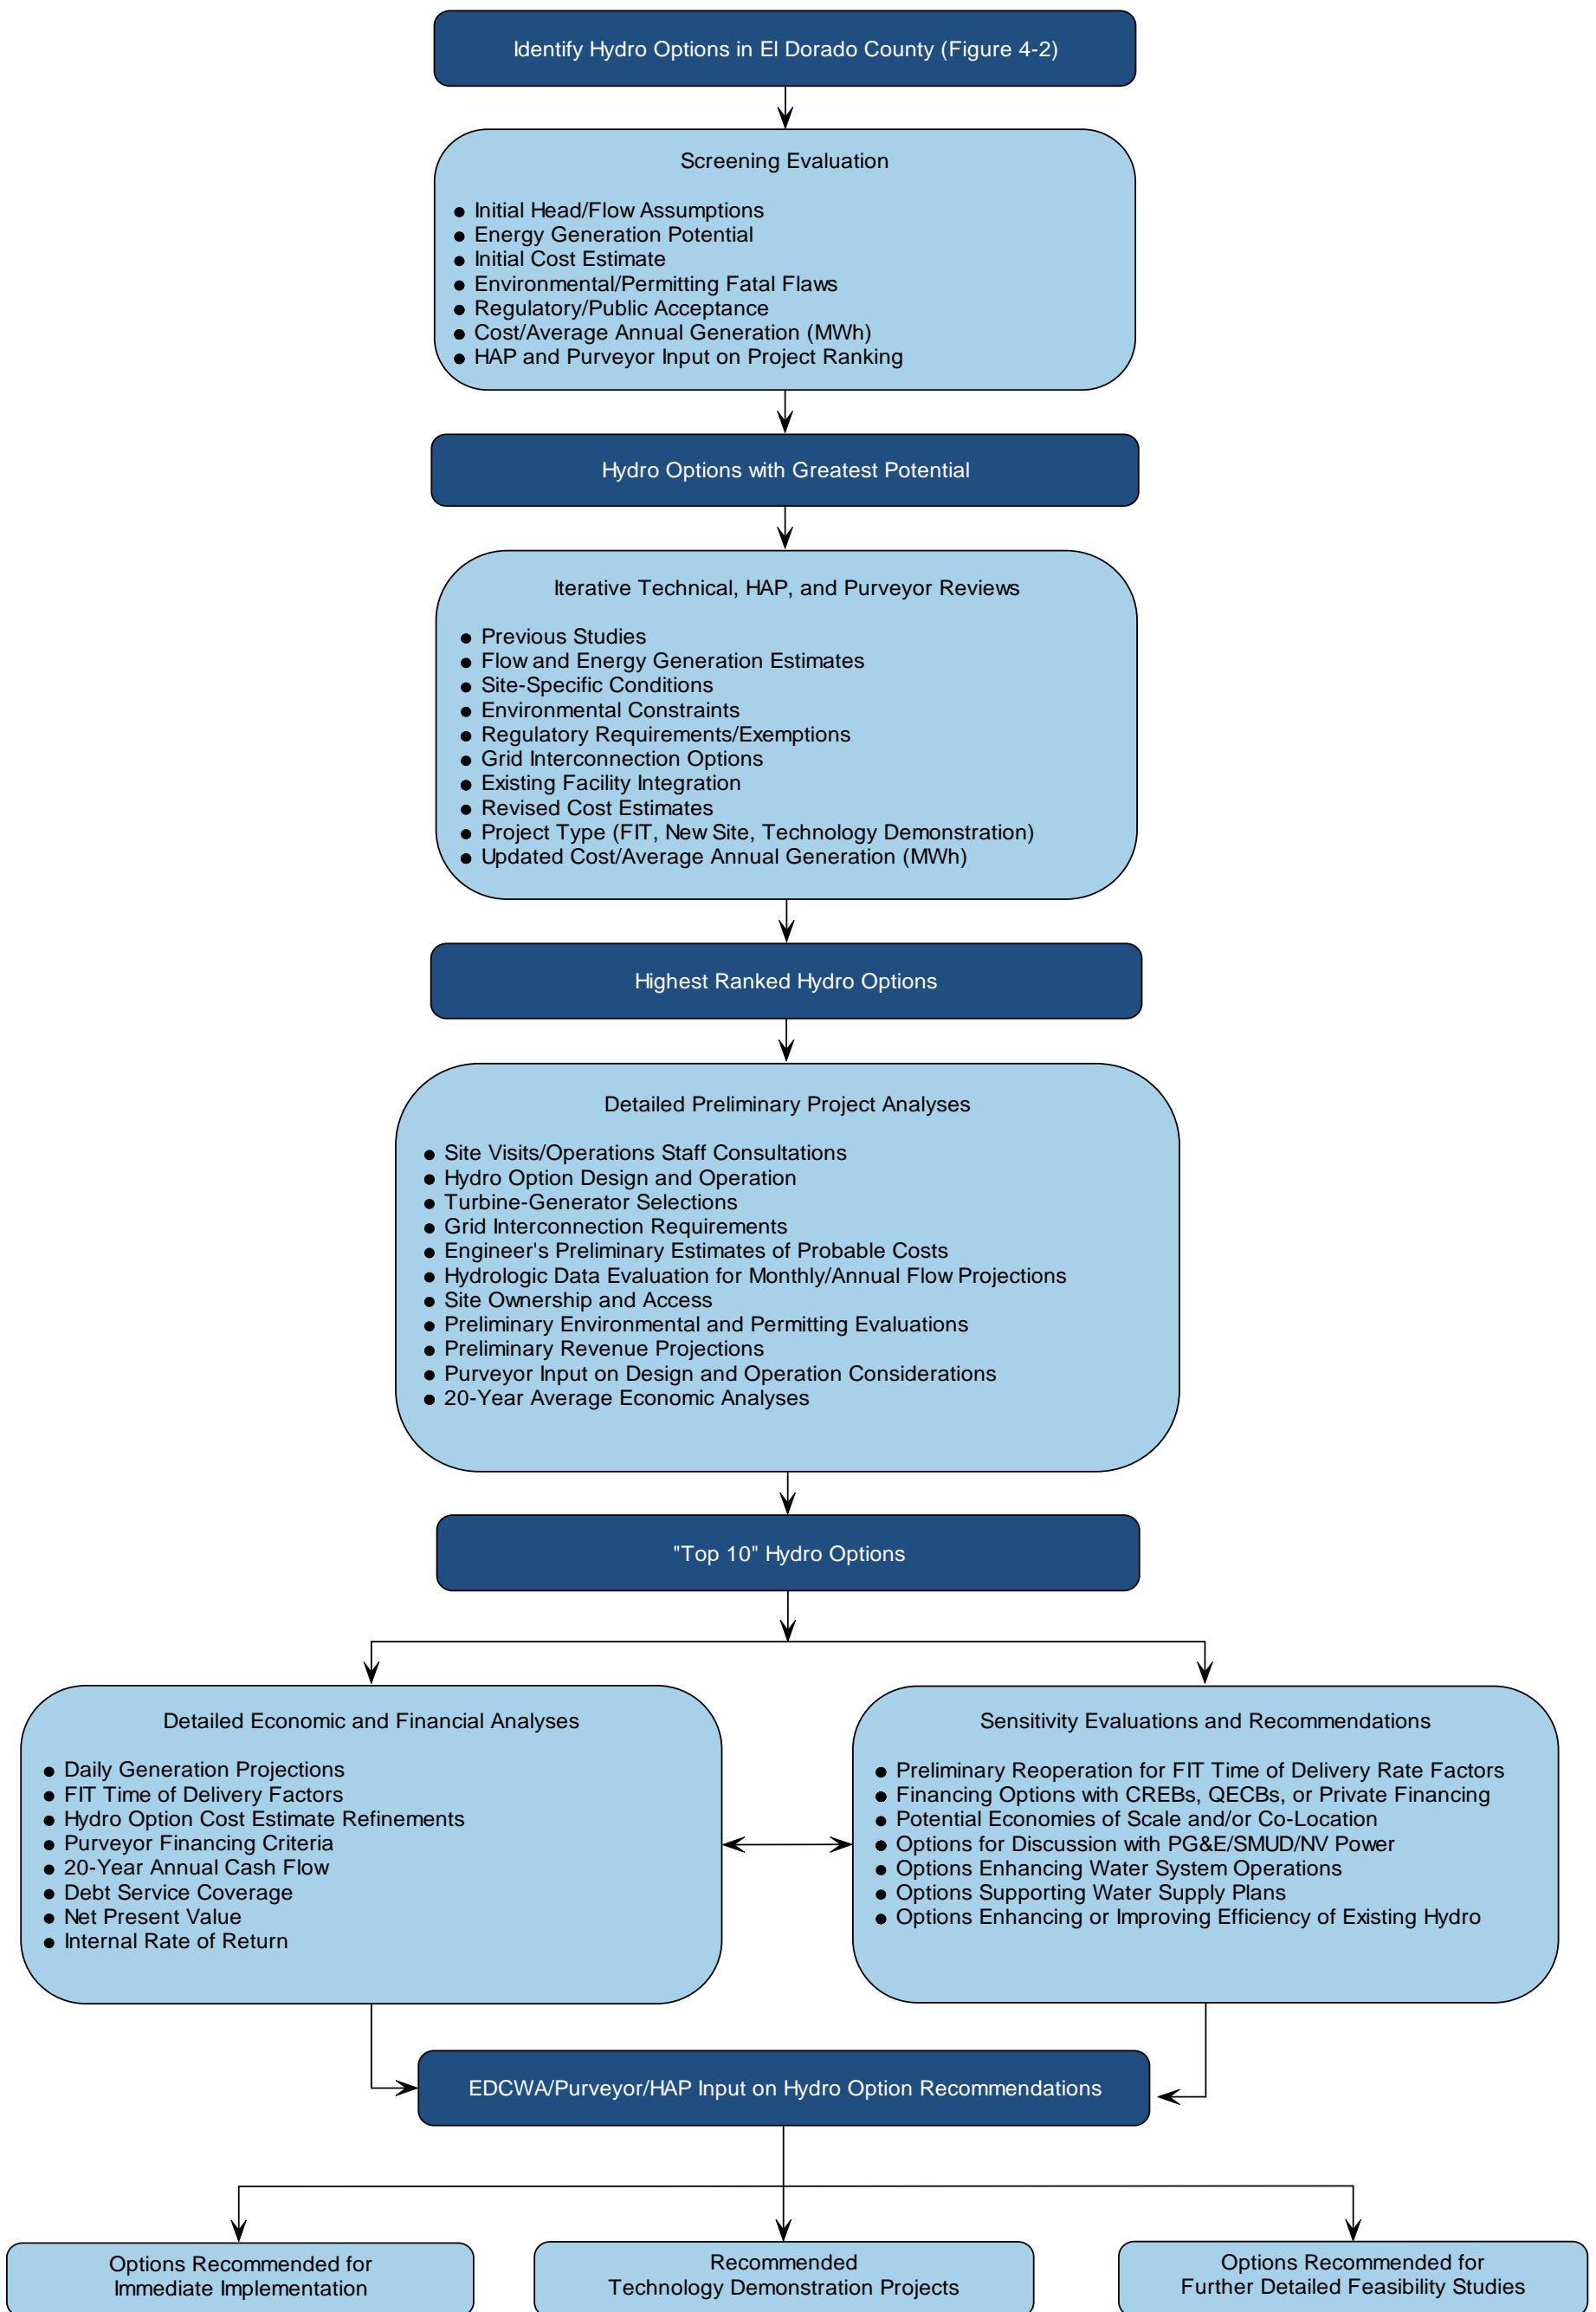 Identify Hydro Options in El Dorado County (Figure 4-2)
Screening Evaluation
● Initial Head/Flow Assumptions
● Energy Generation Potential
● Initial Cost Estimate
● Environmental/Permitting Fatal Flaws
● Regulatory/Public Acceptance
● Cost/Average Annual Generation (MWh)
● HAP and Purveyor Input on Project Ranking
Hydro Options with Greatest Potential
Iterative Technical, HAP, and Purveyor Reviews
● Previous Studies
● Flow and Energy Generation Estimates
● Site-Specific Conditions
● Environmental Constraints
● Regulatory Requirements/Exemptions
● Grid Interconnection Options
● Existing Facility Integration
● Revised Cost Estimates
● Project Type (FIT, New Site, Technology Demonstration)
● Updated Cost/Average Annual Generation (MWh)
Highest Ranked Hydro Options
Detailed Preliminary Project Analyses
● Site Visits/Operations Staff Consultations
● Hydro Option Design and Operation
● Turbine-Generator Selections
● Grid Interconnection Requirements
● Engineer's Preliminary Estimates of Probable Costs
● Hydrologic Data Evaluation for Monthly/Annual Flow Projections
● Site Ownership and Access
● Preliminary Environmental and Permitting Evaluations
● Preliminary Revenue Projections
● Purveyor Input on Design and Operation Considerations
● 20-Year Average Economic Analyses
"Top 10" Hydro Options
Detailed Economic and Financial Analyses
● Daily Generation Projections
● FIT Time of Delivery Factors
● Hydro Option Cost Estimate Refinements
● Purveyor Financing Criteria
● 20-Year Annual Cash Flow
● Debt Service Coverage
● Net Present Value
● Internal Rate of Return
Sensitivity Evaluations and Recommendations
● Preliminary Reoperation for FIT Time of Delivery Rate Factors
● Financing Options with CREBs, QECBs, or Private Financing
● Potential Economies of Scale and/or Co-Location
● Options for Discussion with PG&E/SMUD/NV Power
● Options Enhancing Water System Operations
● Options Supporting Water Supply Plans
● Options Enhancing or Improving Efficiency of Existing Hydro
EDCWA/Purveyor/HAP Input on Hydro Option Recommendations
Options Recommended for
Immediate Implementation
Recommended
Technology Demonstration Projects
Options Recommended for
Further Detailed Feasibility Studies